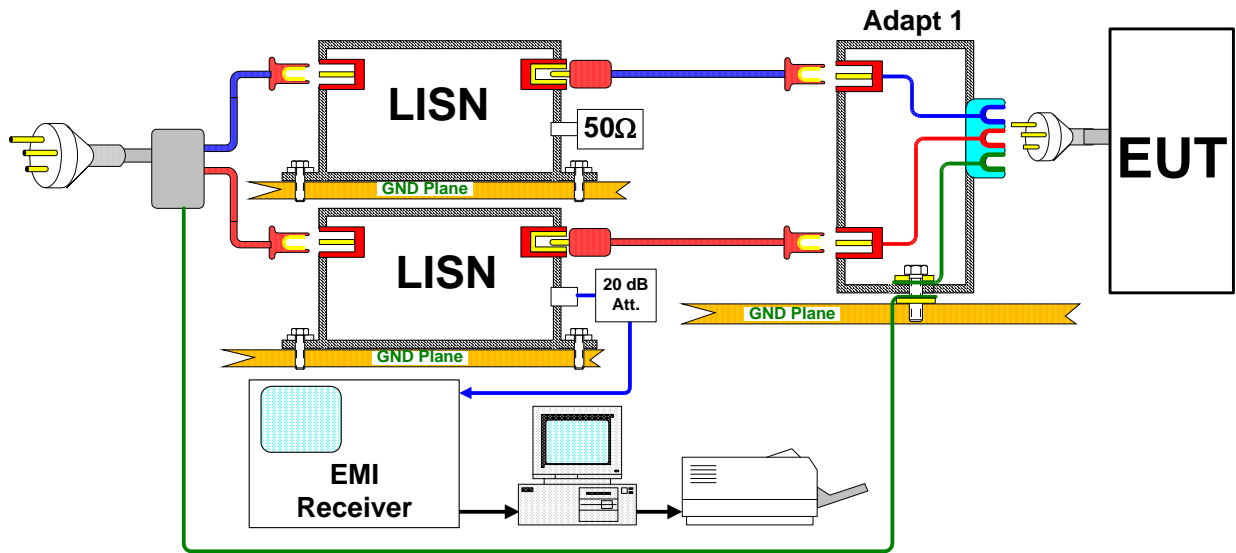 Adapt 1
LISN
50Ω
EUT
GND Plane
LISN
20 dB
Att.
GND Plane
GND Plane
EMI
Receiver